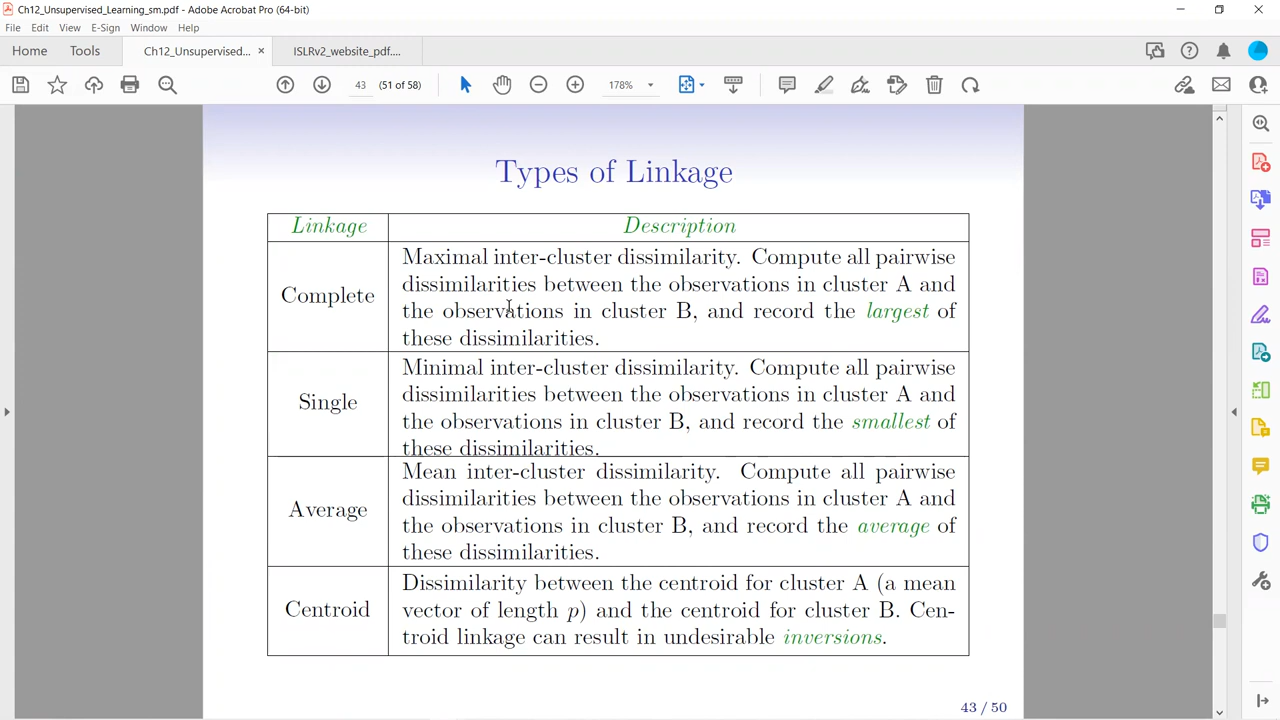 Ch12_Unsupervised_Learning_sm.pdf - Adobe Acrobat Pro (64-bit)
File Edit View E-Sign Window Help
Home Tools Ch12_Unsupervised... × ISLRv2_website_pdf....
43 (51 of 58) 178%
Types of Linkage
Linkage Description
Complete
Maximal inter-cluster dissimilarity. Compute all pairwise
dissimilarities between the observations in cluster A and
the observations in cluster B, and record the largest of
these dissimilarities.
Single
Minimal inter-cluster dissimilarity. Compute all pairwise
dissimilarities between the observations in cluster A and
the observations in cluster B, and record the smallest of
these dissimilarities.
Average
Mean inter-cluster dissimilarity. Compute all pairwise
dissimilarities between the observations in cluster A and
the observations in cluster B, and record the average of
these dissimilarities.
Centroid
Dissimilarity between the centroid for cluster A (a mean
vector of length p) and the centroid for cluster B. Cen-
troid linkage can result in undesirable inversions.
43 / 50